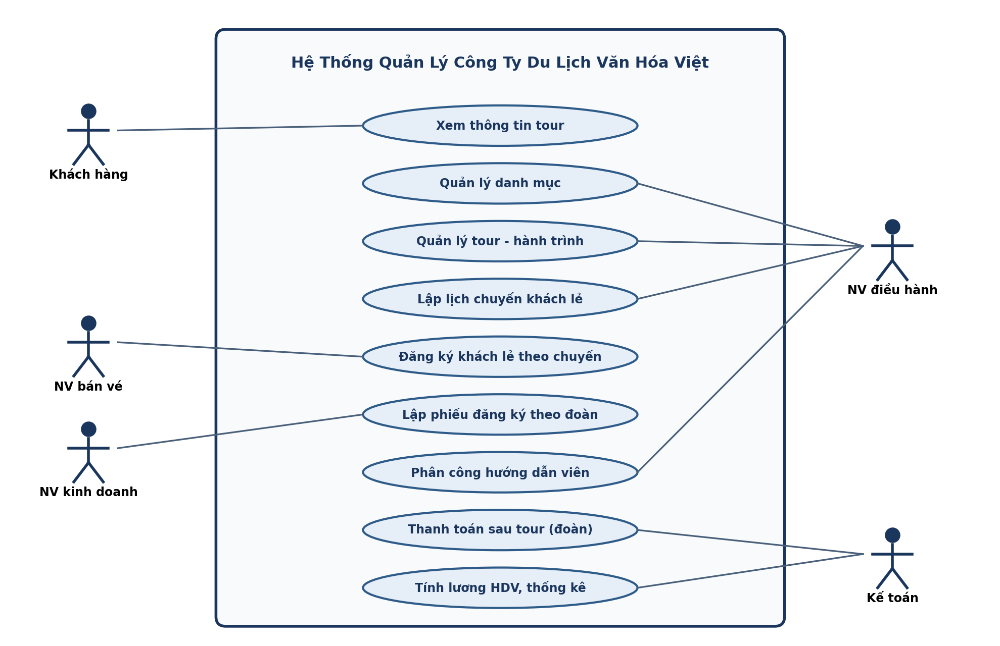 Hệ Thống Quản Lý Công Ty Du Lịch Văn Hóa Việt
Xem thông tin tour
Khách hàng
Quản lý danh mục
Quản lý tour - hành trình
NV điều hành
Lập lịch chuyến khách lẻ
Đăng ký khách lẻ theo chuyến
NV bán vé
Lập phiếu đăng ký theo đoàn
Phân công hướng dẫn viên
NV kinh doanh
Thanh toán sau tour (đoàn)
Tính lương HDV, thống kê
Kế toán